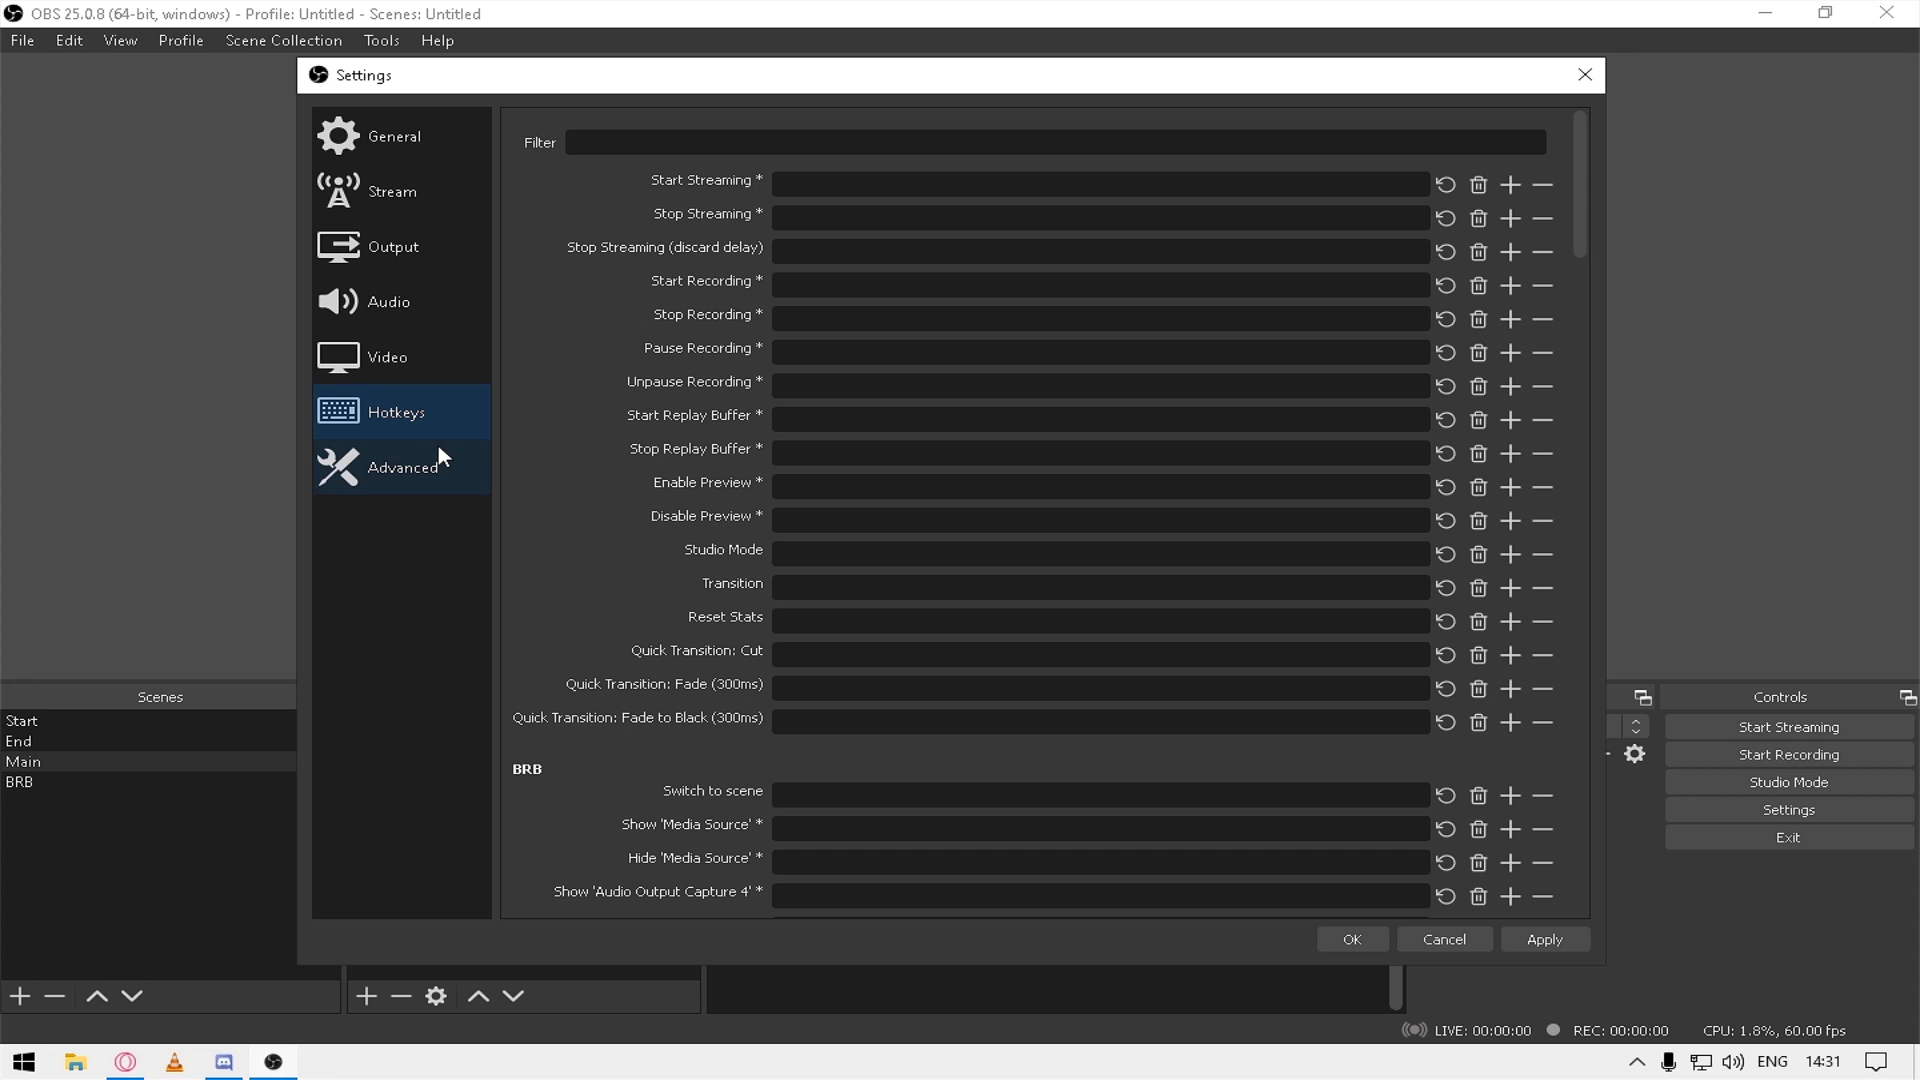 OBS 25.0.8 (64-bit, windows) - Profile: Untitled - Scenes: Untitled
File Edit View Profile Scene Collection Tools Help
Settings
General
Stream
Output
Audio
Video
Hotkeys
Advanced
Filter
Start Streaming *
Stop Streaming *
Stop Streaming (discard delay)
Start Recording *
Stop Recording *
Pause Recording *
Unpause Recording *
Start Replay Buffer *
Stop Replay Buffer *
Enable Preview *
Disable Preview *
Studio Mode
Transition
Reset Stats
Quick Transition: Cut
Quick Transition: Fade (300ms)
Quick Transition: Fade to Black (300ms)
BRB
Switch to scene
Show 'Media Source' *
Hide 'Media Source' *
Show 'Audio Output Capture 4' *
OK Cancel Apply
Scenes
Start
End
Main
BRB
Controls
Start Streaming
Start Recording
Studio Mode
Settings
Exit
LIVE: 00:00:00 REC: 00:00:00 CPU: 1.8%, 60.00 fps
ENG 14:31